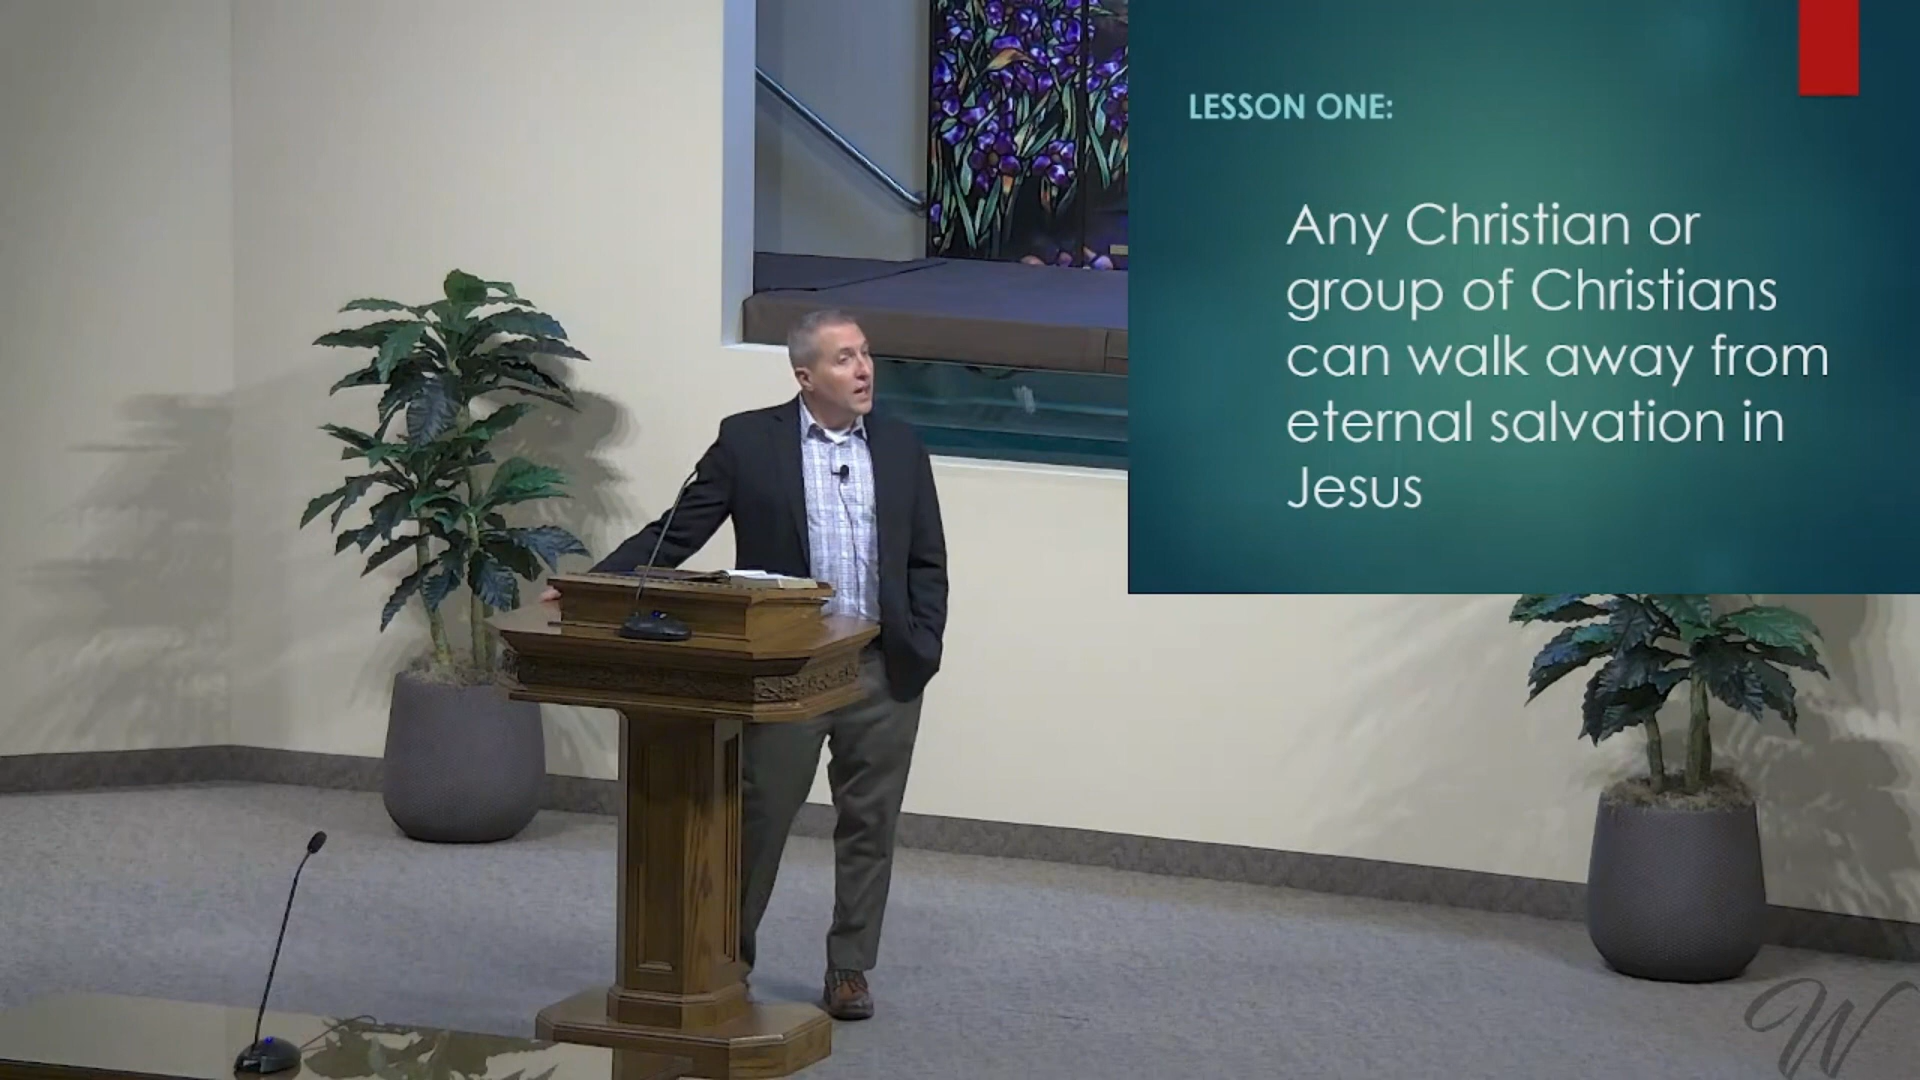 LESSON ONE:
Any Christian or
group of Christians
can walk away from
eternal salvation in
Jesus
W